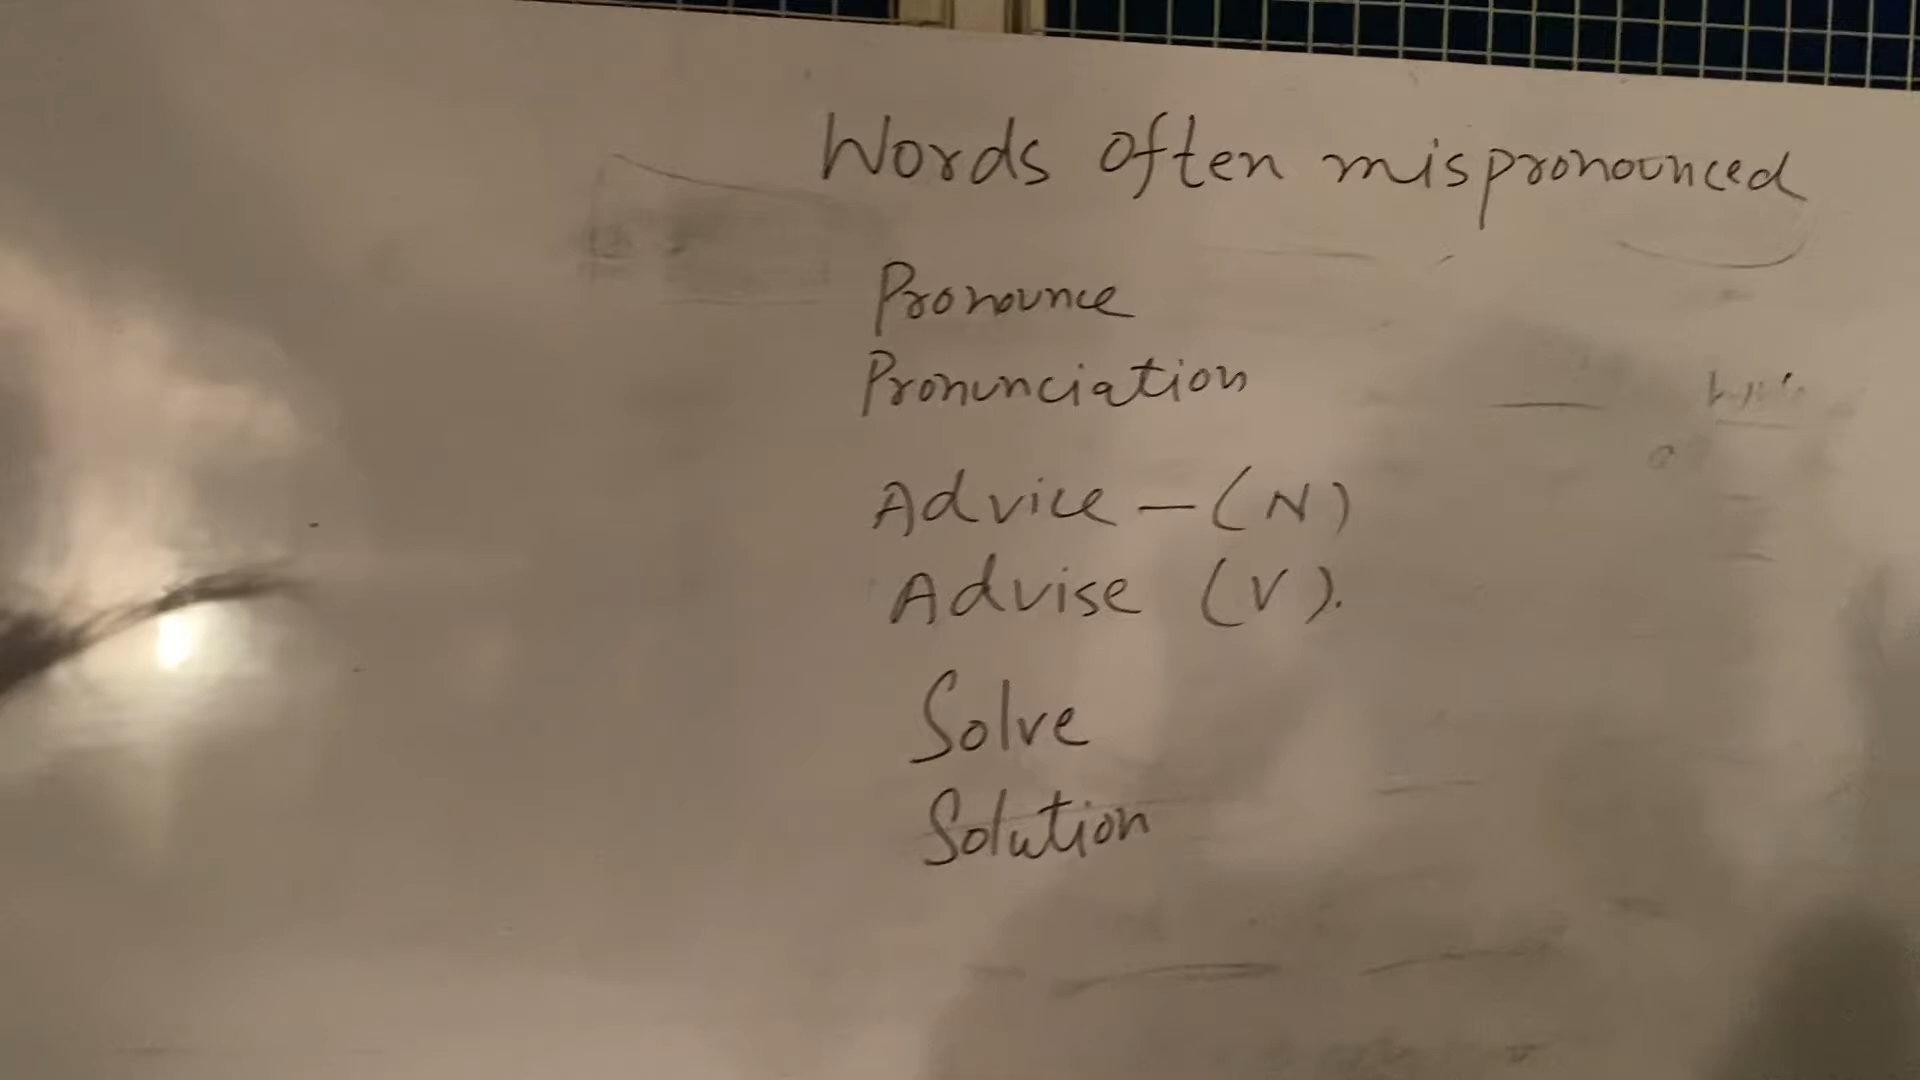 Words often mispronounced
Pronounce
Pronunciation
Advice - (N)
Advise (V).
Solve
Solution